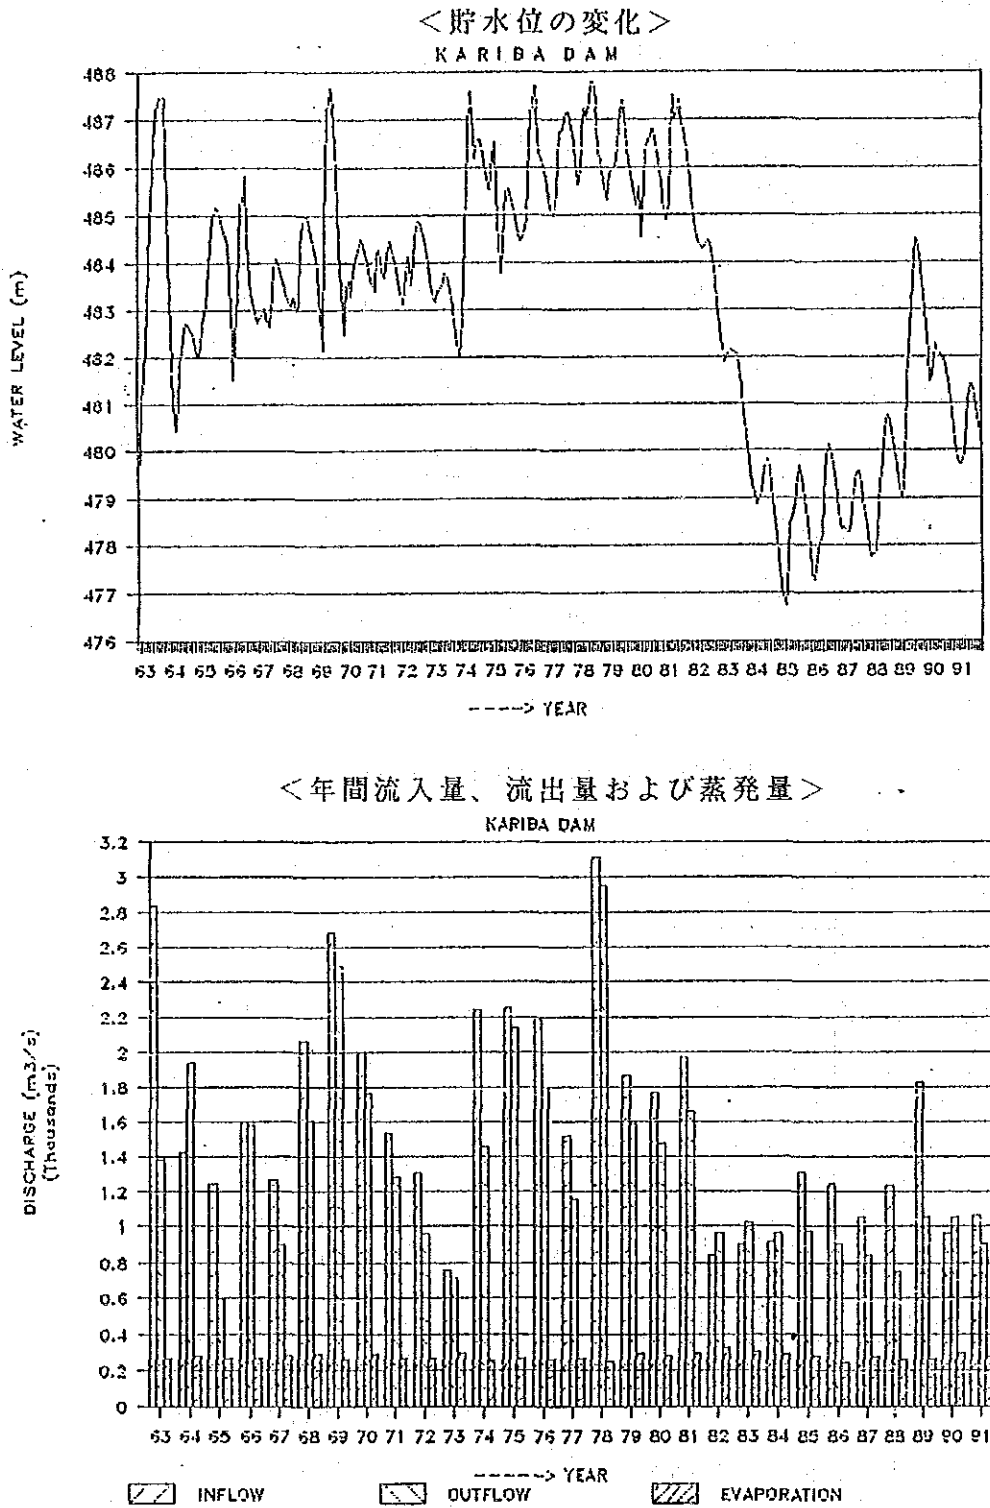 <貯水位の変化>
KARIBA DAM
488
487
486
485
484
483
482
481
480
479
478
477
476
WATER LEVEL (m)
63 64 65 66 67 68 69 70 71 72 73 74 75 76 77 78 79 80 81 82 83 84 85 86 87 88 89 90 91
----> YEAR
<年間流入量、流出量および蒸発量>
KARIBA DAM
3.2
3
2.8
2.6
2.4
2.2
2
1.8
1.6
1.4
1.2
1
0.8
0.6
0.4
0.2
0
DISCHARGE (m3/s)
(Thousands)
63 64 65 66 67 68 69 70 71 72 73 74 75 76 77 78 79 80 81 82 83 84 85 86 87 88 89 90 91
------> YEAR
INFLOW OUTFLOW EVAPORATION